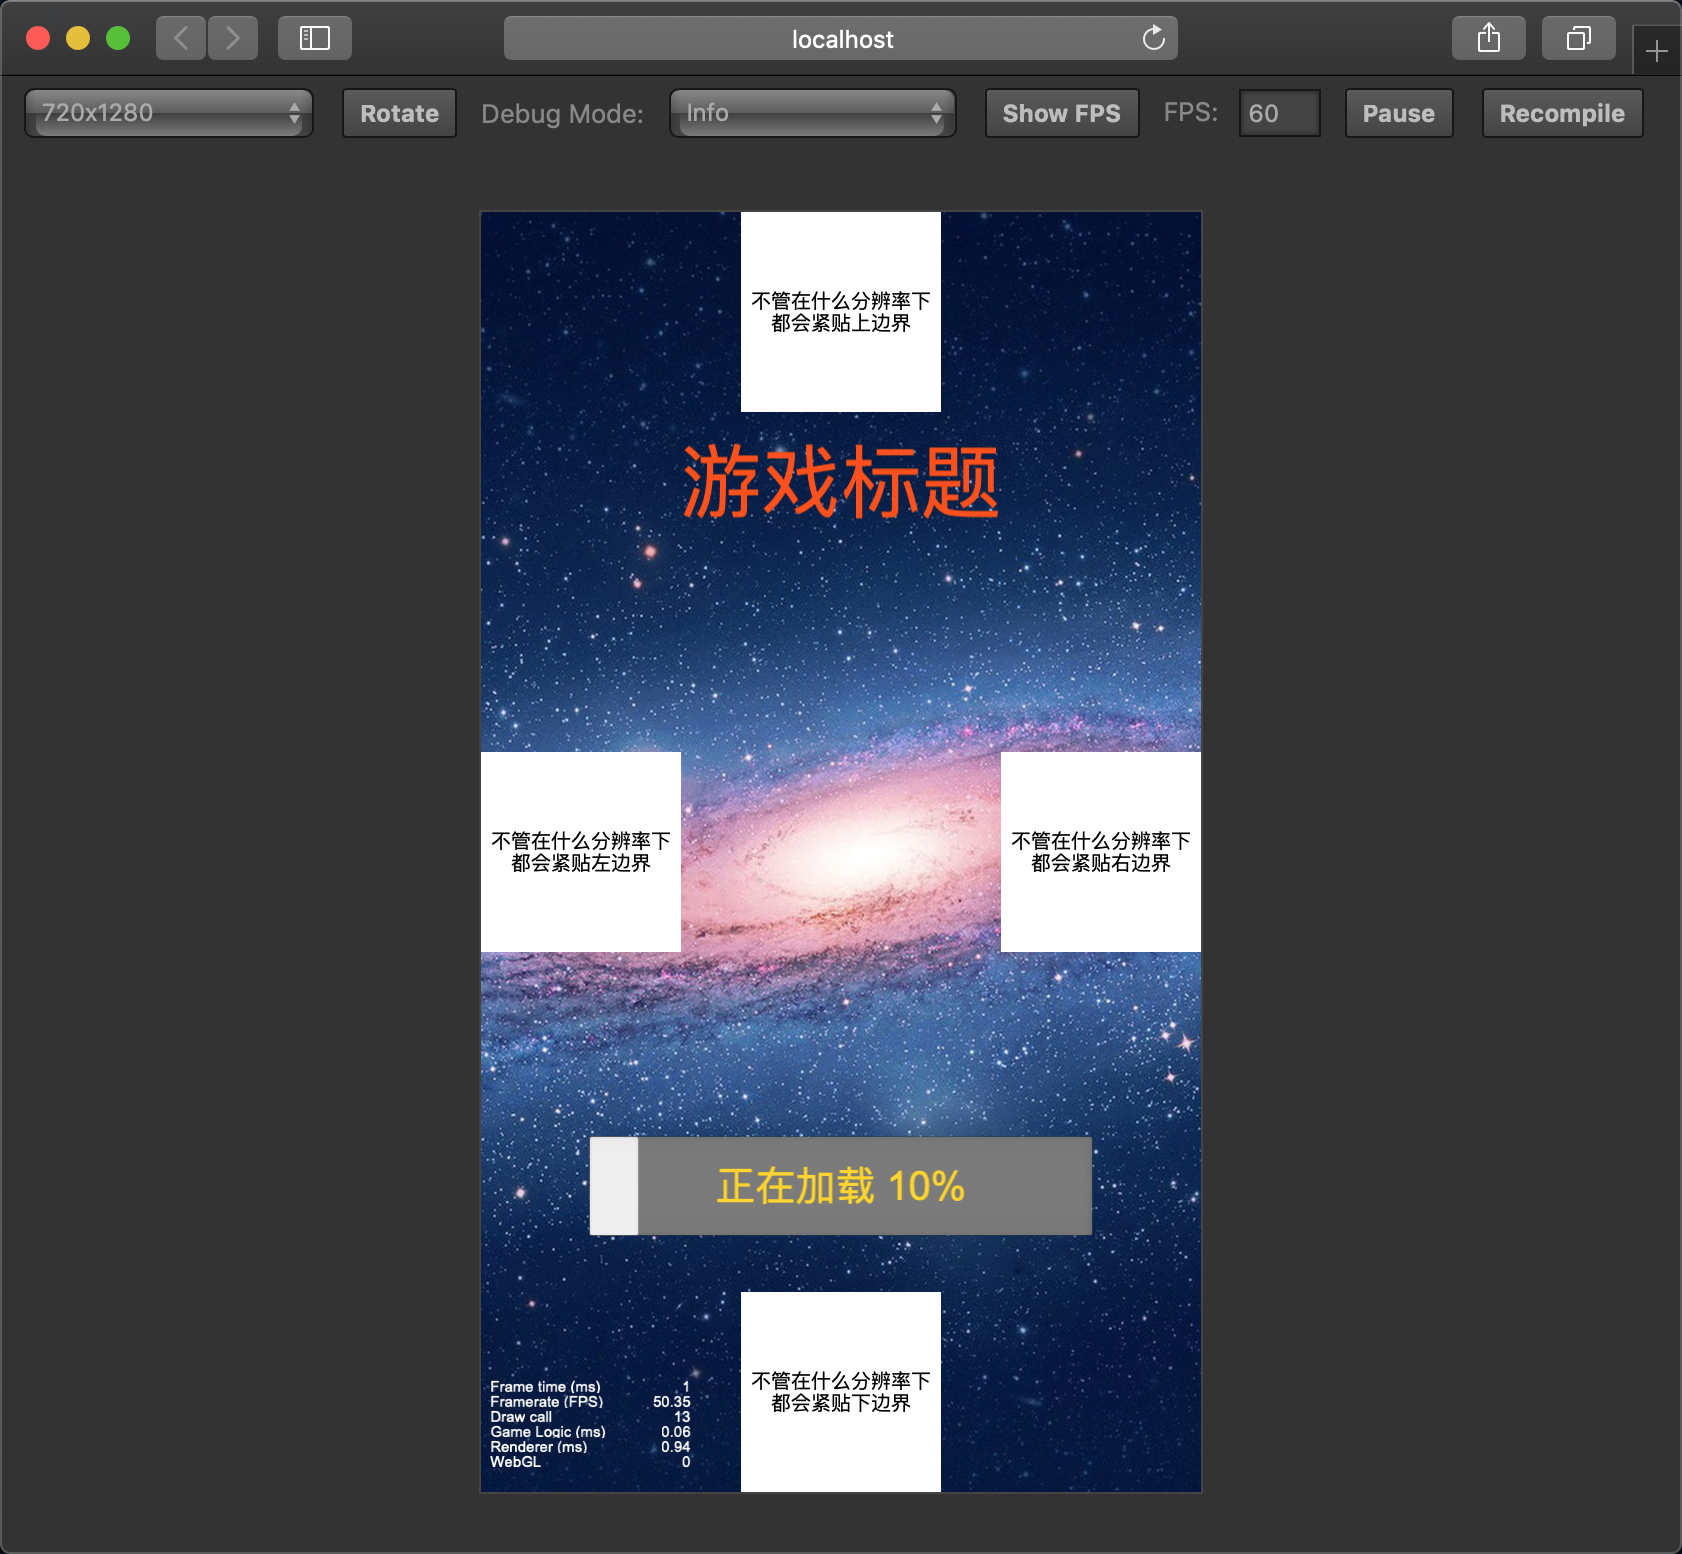 localhost
720x1280 Rotate Debug Mode: Info Show FPS FPS: 60 Pause Recompile
不管在什么分辨率下
都会紧贴上边界
游戏标题
不管在什么分辨率下
都会紧贴左边界
不管在什么分辨率下
都会紧贴右边界
正在加载 10%
不管在什么分辨率下
都会紧贴下边界
Frame time (ms) 1
Framerate (FPS) 50.35
Draw call 13
Game Logic (ms) 0.06
Renderer (ms) 0.94
WebGL 0